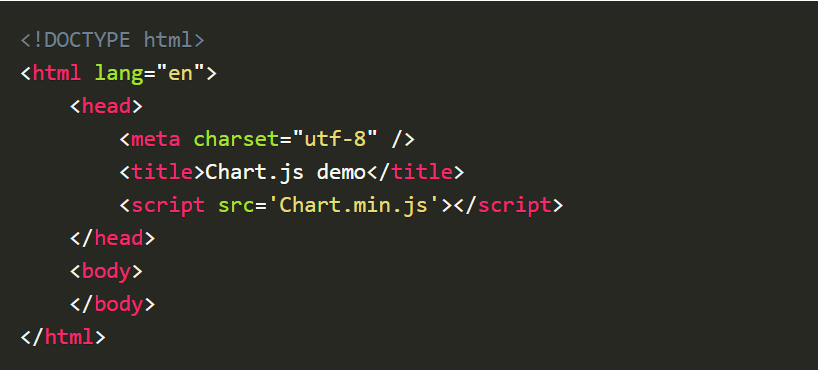 <!DOCTYPE html>
<html lang="en">
    <head>
        <meta charset="utf-8" />
        <title>Chart.js demo</title>
        <script src='Chart.min.js'></script>
    </head>
    <body>
    </body>
</html>